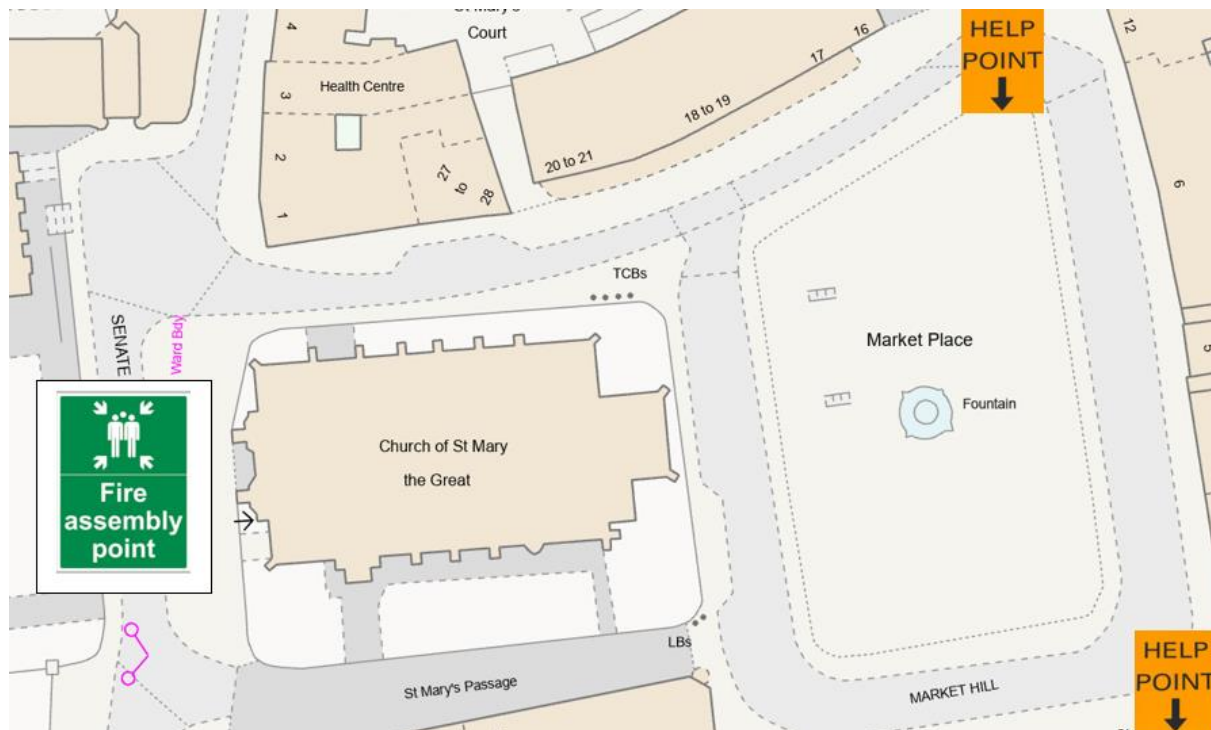 St Mary's
Court
4
Health Centre
3
2
1
27
to
28
16
17
18 to 19
20 to 21
HELP
POINT
12
6
5
TCBs
SENATE
Ward Bdy
Market Place
Fountain
Church of St Mary
the Great
Fire
assembly
point
LBs
St Mary's Passage
MARKET HILL
HELP
POINT